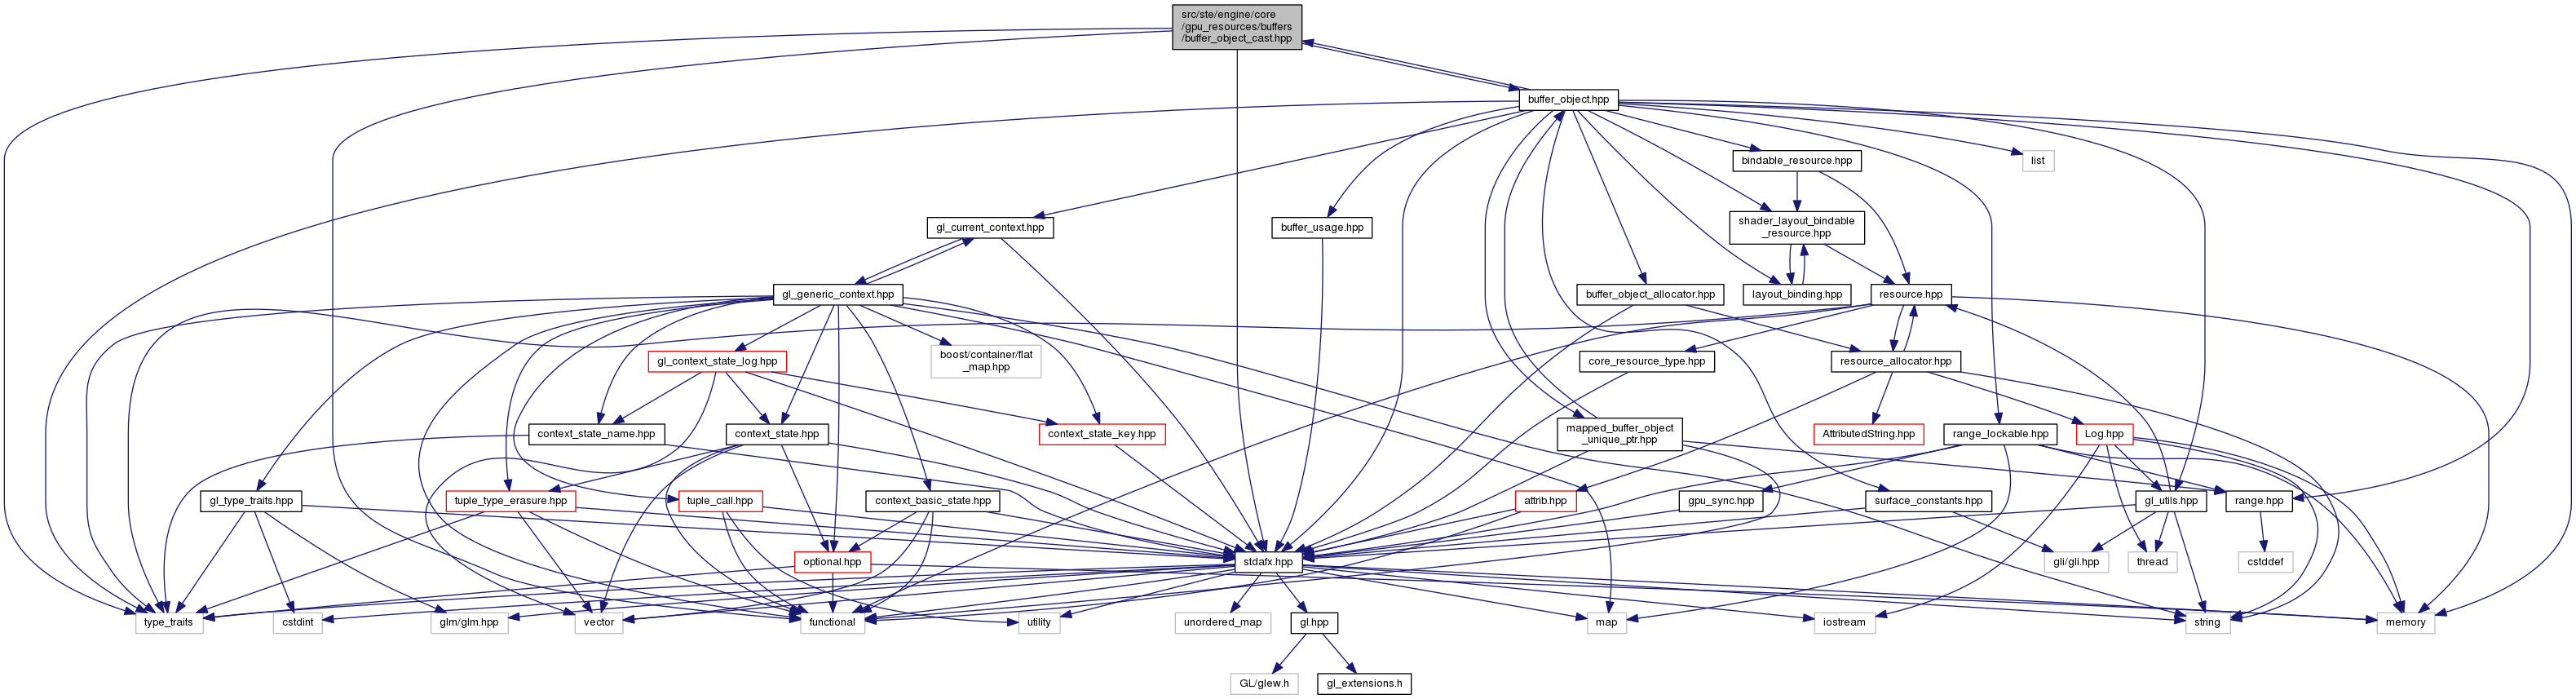 src/ste/engine/core
/gpu_resources/buffers
/buffer_object_cast.hpp
buffer_object.hpp
bindable_resource.hpp
list
gl_current_context.hpp
buffer_usage.hpp
shader_layout_bindable
_resource.hpp
gl_generic_context.hpp
buffer_object_allocator.hpp
layout_binding.hpp
resource.hpp
gl_context_state_log.hpp
boost/container/flat
_map.hpp
core_resource_type.hpp
resource_allocator.hpp
context_state_name.hpp
context_state.hpp
context_state_key.hpp
mapped_buffer_object
_unique_ptr.hpp
AttributedString.hpp
range_lockable.hpp
Log.hpp
gl_type_traits.hpp
tuple_type_erasure.hpp
tuple_call.hpp
context_basic_state.hpp
attrib.hpp
gpu_sync.hpp
surface_constants.hpp
gl_utils.hpp
range.hpp
optional.hpp
stdafx.hpp
gli/gli.hpp
thread
cstddef
type_traits
cstdint
glm/glm.hpp
vector
functional
utility
unordered_map
gl.hpp
map
iostream
string
memory
GL/glew.h
gl_extensions.h